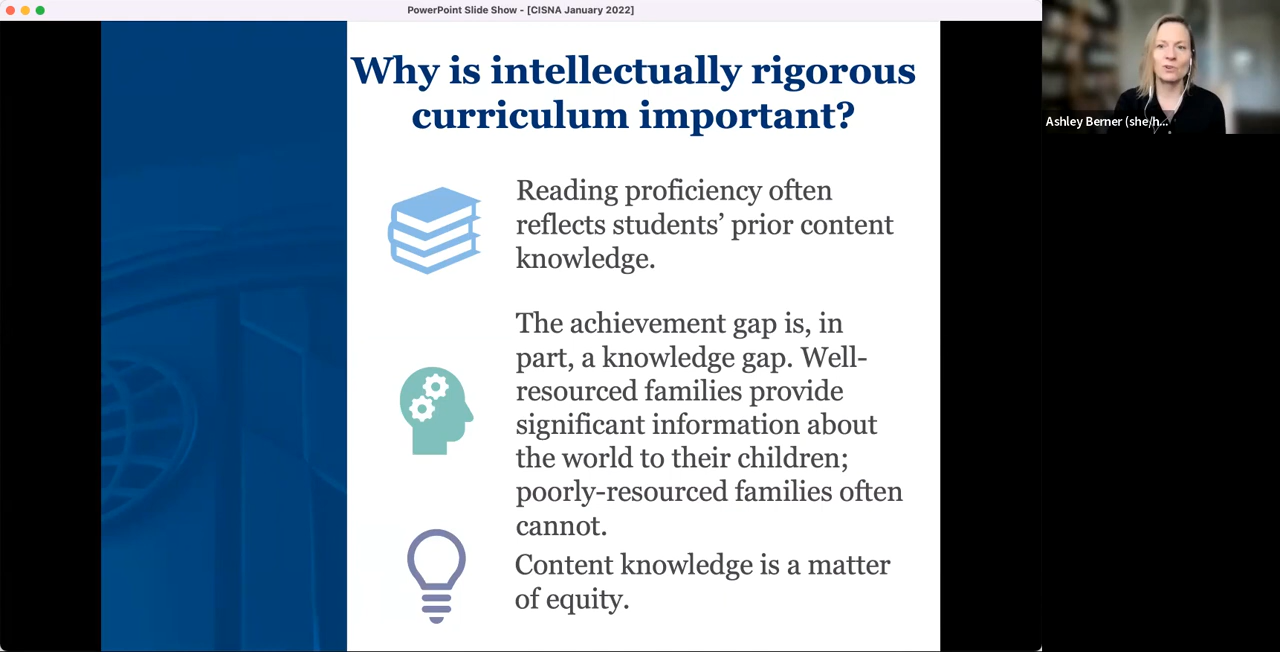 PowerPoint Slide Show - [CISNA January 2022]
Why is intellectually rigorous
curriculum important?
Reading proficiency often
reflects students’ prior content
knowledge.
The achievement gap is, in
part, a knowledge gap. Well-
resourced families provide
significant information about
the world to their children;
poorly-resourced families often
cannot.
Content knowledge is a matter
of equity.
Ashley Berner (she/h...